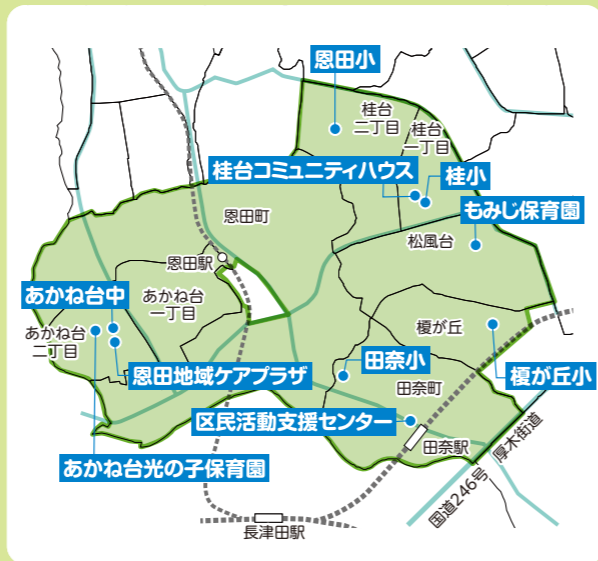 恩田小
桂台
二丁目
桂台
一丁目
桂台コミュニティハウス
桂小
もみじ保育園
恩田町
松風台
恩田駅
あかね台中
あかね台
一丁目
あかね台
二丁目
榎が丘
恩田地域ケアプラザ
田奈小
榎が丘小
田奈町
区民活動支援センター
田奈駅
あかね台光の子保育園
厚木街道
国道246号
長津田駅